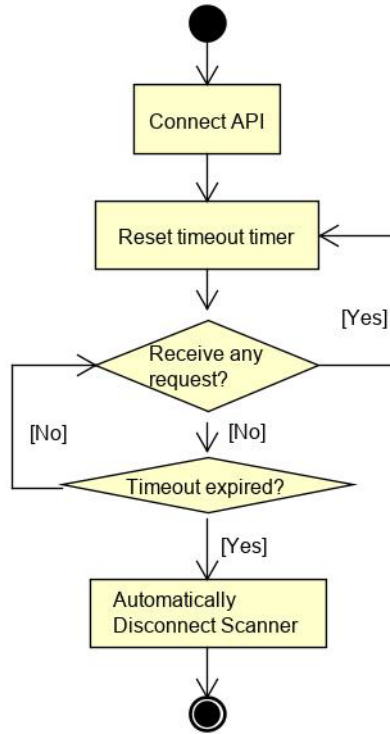 Connect API
Reset timeout timer
[Yes]
Receive any
request?
[No]
[No]
Timeout expired?
[Yes]
Automatically
Disconnect Scanner